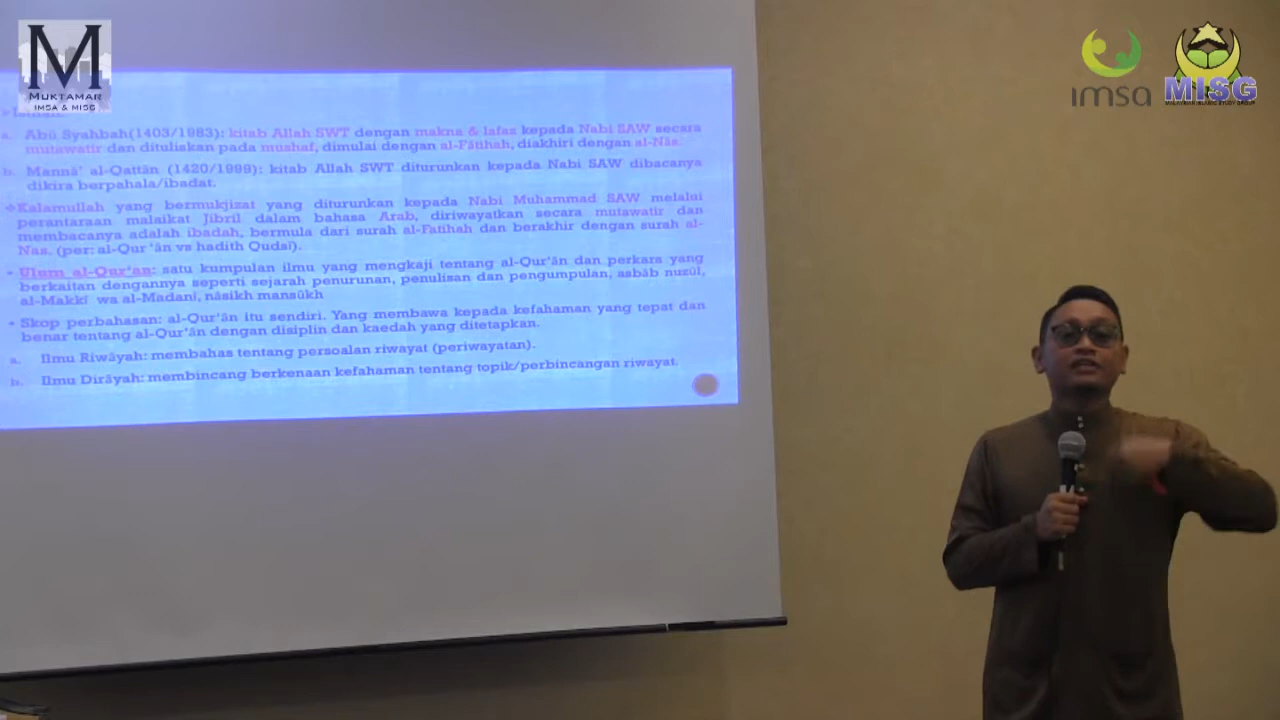 M
MUKTAMAR
IMSA & MISG
imsa
MISG
MALAYSIAN ISLAMIC STUDY GROUP
a. Abū Syahbah(1403/1983): kitab Allah SWT dengan makna & lafaz kepada Nabi SAW secara
mutawatir dan dituliskan pada mushaf, dimulai dengan al-Fātihah, diakhiri dengan al-Nās.
b. Mannā’ al-Qattān (1420/1999): kitab Allah SWT diturunkan kepada Nabi SAW dibacanya
dikira berpahala/ibadat.
Kalamullah yang bermukjizat yang diturunkan kepada Nabi Muhammad SAW melalui
perantaraan malaikat Jibril dalam bahasa Arab, diriwayatkan secara mutawatir dan
membacanya adalah ibadah, bermula dari surah al-Fatihah dan berakhir dengan surah al-
Nas. (per: al-Qur’ān vs hadith Qudsī).
• Ulum al-Qur’an: satu kumpulan ilmu yang mengkaji tentang al-Qur’ān dan perkara yang
berkaitan dengannya seperti sejarah penurunan, penulisan dan pengumpulan, asbāb nuzūl,
al-Makkī wa al-Madanī, nāsikh mansūkh
• Skop perbahasan: al-Qur’ān itu sendiri. Yang membawa kepada kefahaman yang tepat dan
benar tentang al-Qur’ān dengan disiplin dan kaedah yang ditetapkan.
a. Ilmu Riwāyah: membahas tentang persoalan riwayat (periwayatan).
b. Ilmu Dirāyah: membincang berkenaan kefahaman tentang topik/perbincangan riwayat.